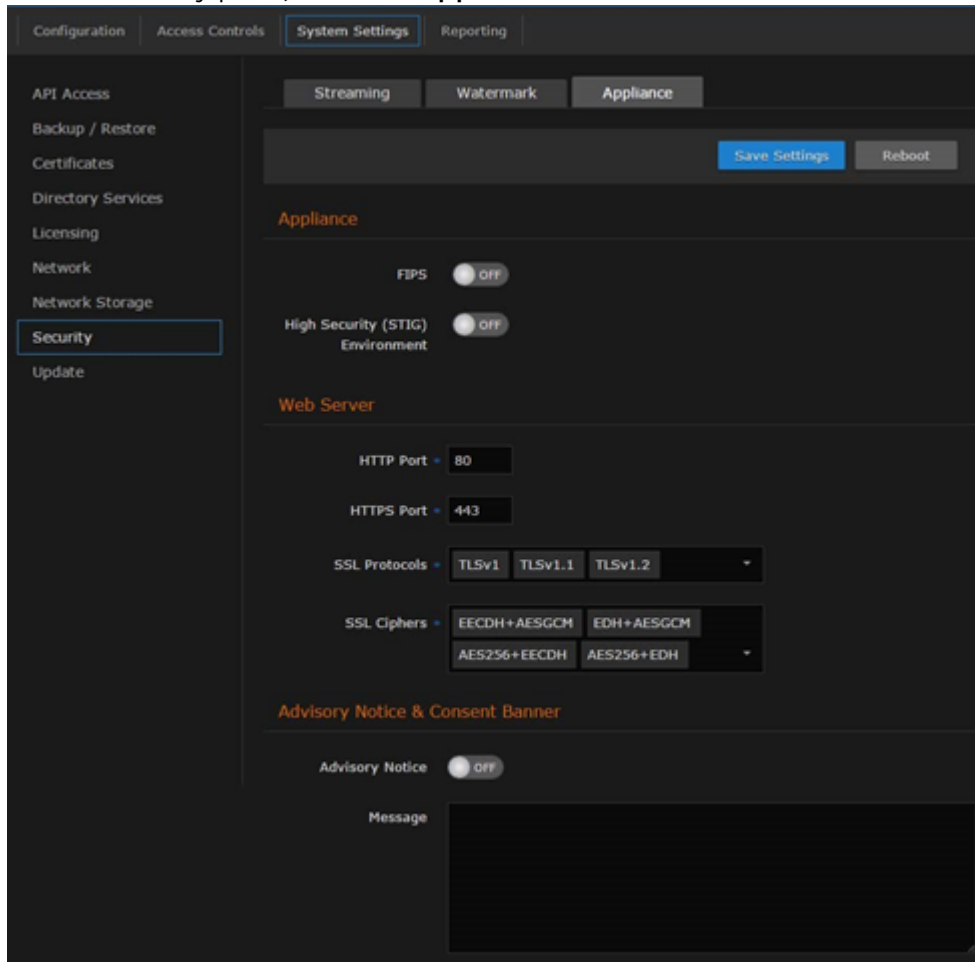 Configuration Access Controls System Settings Reporting
API Access
Backup / Restore
Certificates
Directory Services
Licensing
Network
Network Storage
Security
Update
Streaming Watermark Appliance
Save Settings Reboot
Appliance
FIPS OFF
High Security (STIG) OFF
Environment
Web Server
HTTP Port 80
HTTPS Port 443
SSL Protocols TLSv1 TLSv1.1 TLSv1.2
SSL Ciphers EECDH+AESGCM EDH+AESGCM
AES256+EECDH AES256+EDH
Advisory Notice & Consent Banner
Advisory Notice OFF
Message